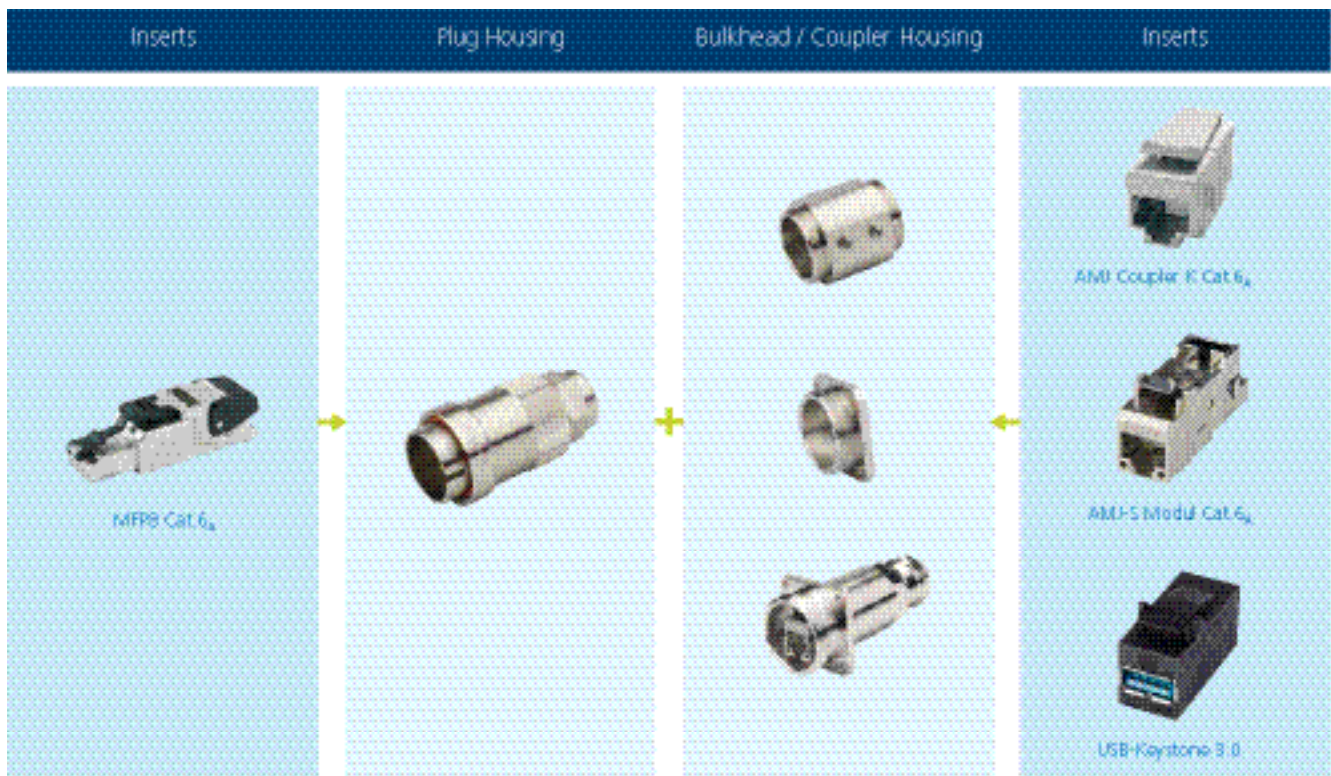 Inserts
Plug Housing
Bulkhead / Coupler Housing
Inserts
AMJ Coupler K Cat.6A
MFP8 Cat.6A
AMJ-S Modul Cat.6A
USB-Keystone 3.0